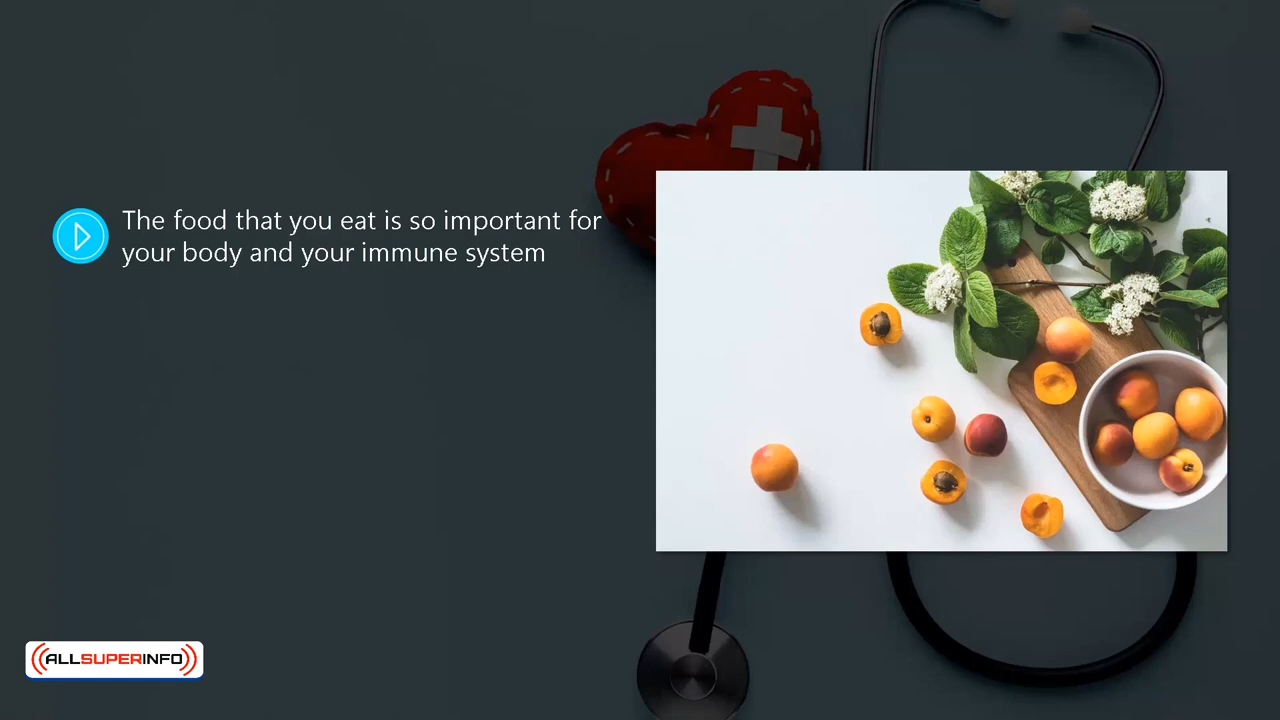 The food that you eat is so important for
your body and your immune system
ALLSUPERINFO